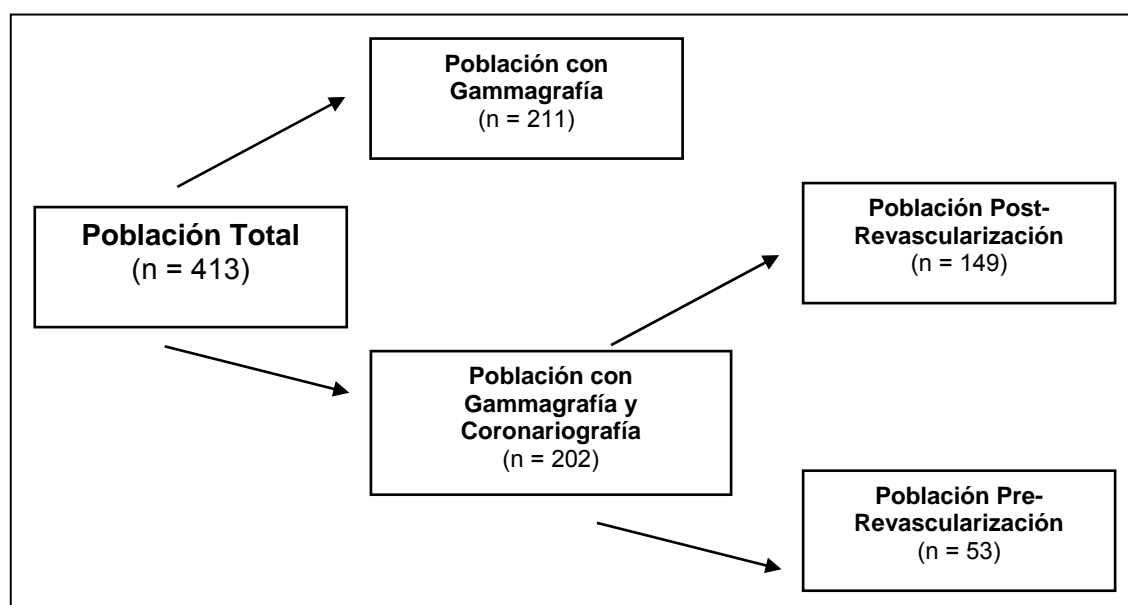 Población con
Gammagrafía
(n = 211)
Población Total
(n = 413)
Población Post-
Revascularización
(n = 149)
Población con
Gammagrafía y
Coronariografía
(n = 202)
Población Pre-
Revascularización
(n = 53)